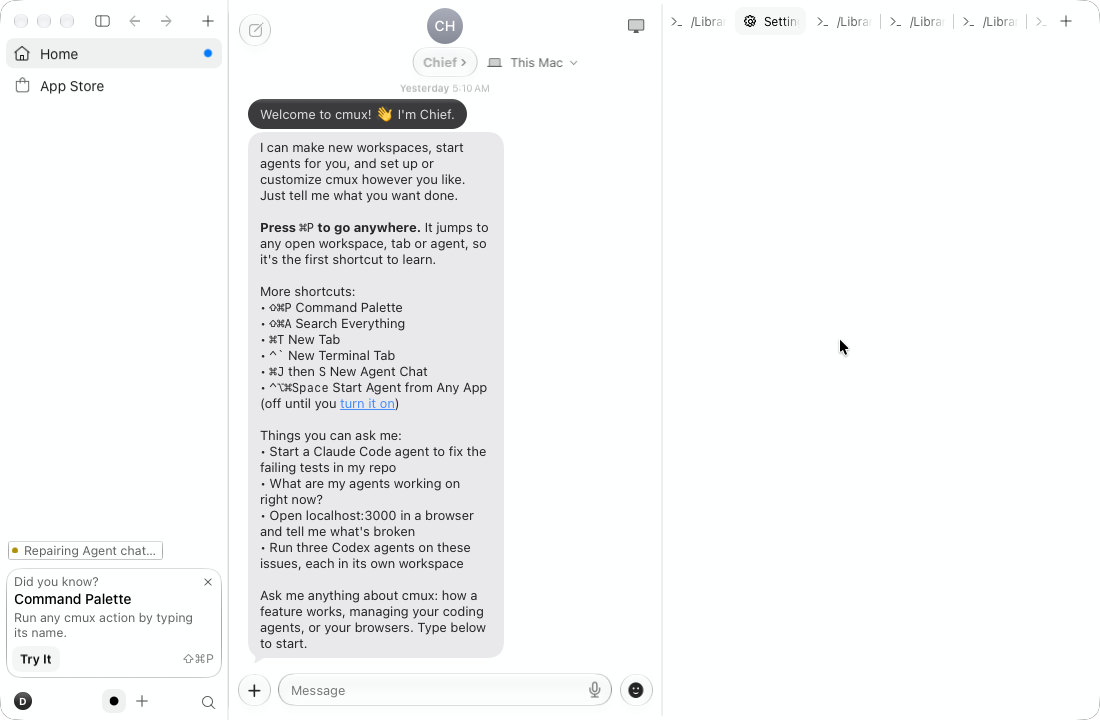 /Librar
Setting
/Librar
/Librar
/Librar
Home
App Store
CH
Chief
This Mac
Yesterday 5:10 AM
Welcome to cmux! 👋 I'm Chief.
I can make new workspaces, start
agents for you, and set up or
customize cmux however you like.
Just tell me what you want done.
Press ⌘P to go anywhere. It jumps to
any open workspace, tab or agent, so
it's the first shortcut to learn.
More shortcuts:
• ⇧⌘P Command Palette
• ⇧⌘A Search Everything
• ⌘T New Tab
• ^` New Terminal Tab
• ⌘J then S New Agent Chat
• ^⌥⌘Space Start Agent from Any App
(off until you turn it on)
Things you can ask me:
• Start a Claude Code agent to fix the
failing tests in my repo
• What are my agents working on
right now?
• Open localhost:3000 in a browser
and tell me what's broken
• Run three Codex agents on these
issues, each in its own workspace
Ask me anything about cmux: how a
feature works, managing your coding
agents, or your browsers. Type below
to start.
Message
Repairing Agent chat...
Did you know?
Command Palette
Run any cmux action by typing
its name.
Try It
⇧⌘P
D